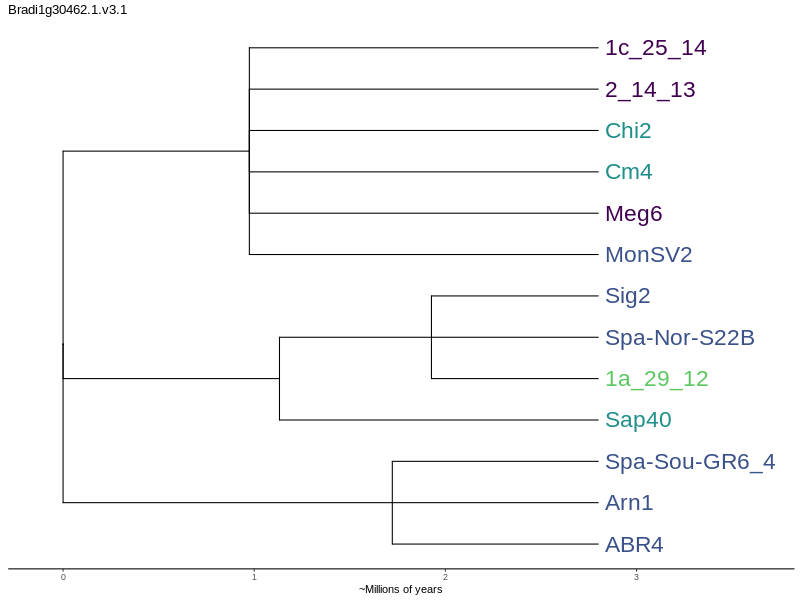 Bradi1g30462.1.v3.1
1c_25_14
2_14_13
Chi2
Cm4
Meg6
MonSV2
Sig2
Spa-Nor-S22B
1a_29_12
Sap40
Spa-Sou-GR6_4
Arn1
ABR4
0 1 2 3
~Millions of years